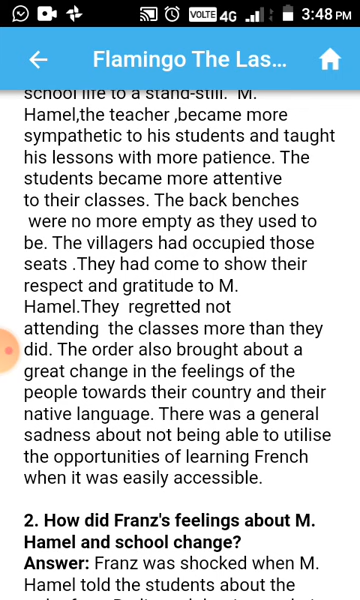 VOLTE 4G 3:48 PM
Flamingo The Las...
school life to a stand-still. M.
Hamel,the teacher ,became more
sympathetic to his students and taught
his lessons with more patience. The
students became more attentive
to their classes. The back benches
were no more empty as they used to
be. The villagers had occupied those
seats .They had come to show their
respect and gratitude to M.
Hamel.They regretted not
attending the classes more than they
did. The order also brought about a
great change in the feelings of the
people towards their country and their
native language. There was a general
sadness about not being able to utilise
the opportunities of learning French
when it was easily accessible.
2. How did Franz's feelings about M.
Hamel and school change?
Answer: Franz was shocked when M.
Hamel told the students about the